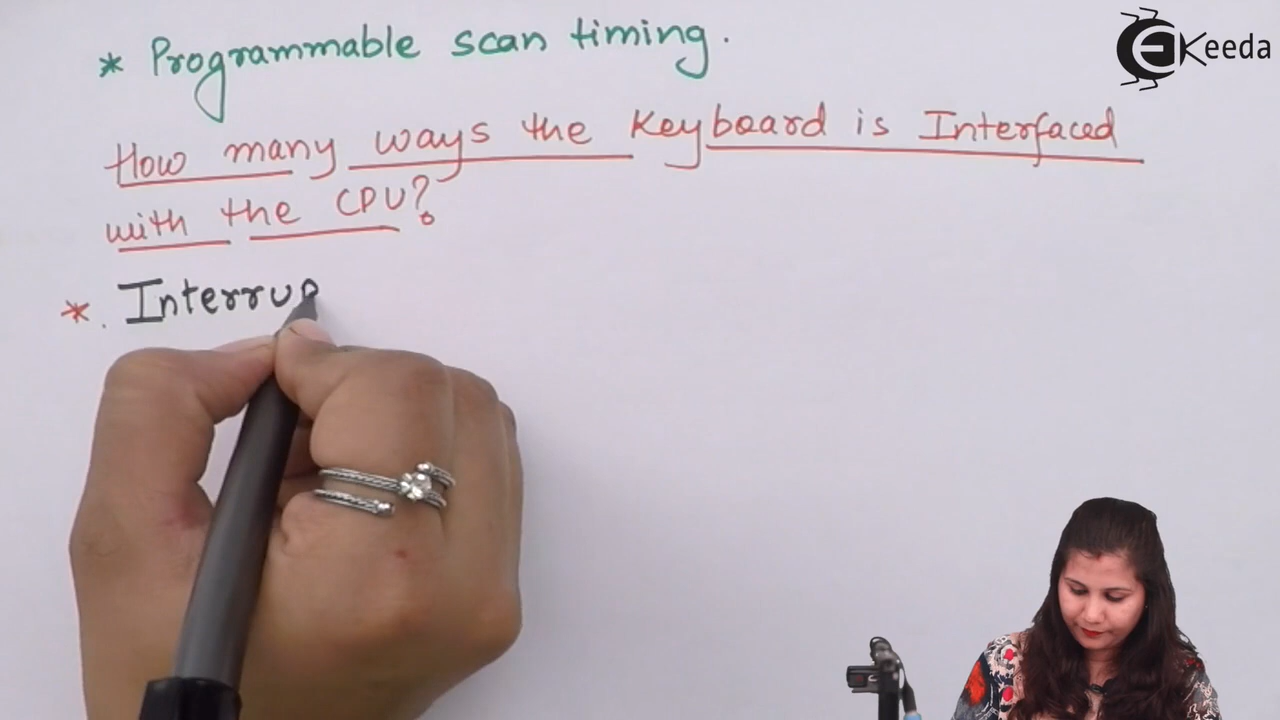 * Programmable scan timing.
How many ways the Keyboard is Interfaced
with the CPU?
*. Interrup
EKeeda